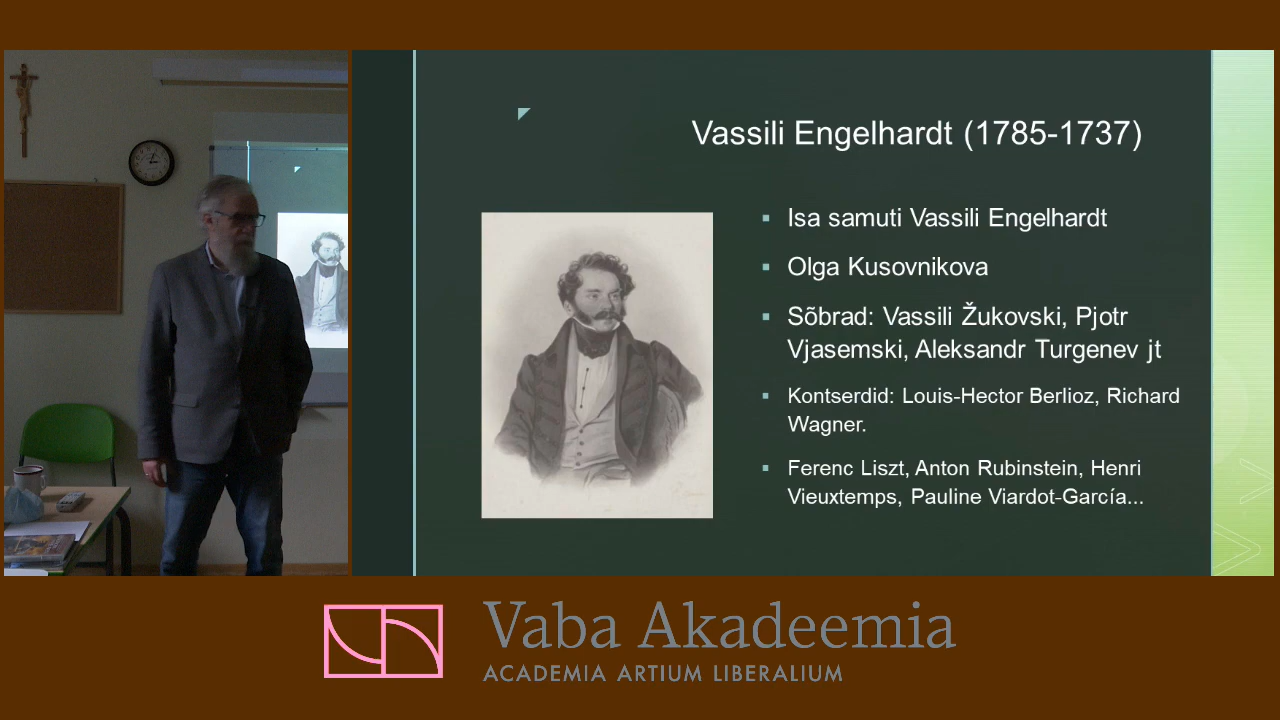 Vassili Engelhardt (1785-1737)
Isa samuti Vassili Engelhardt
Olga Kusovnikova
Sõbrad: Vassili Žukovski, Pjotr
Vjasemski, Aleksandr Turgenev jt
Kontserdid: Louis-Hector Berlioz, Richard
Wagner.
Ferenc Liszt, Anton Rubinstein, Henri
Vieuxtemps, Pauline Viardot-García...
Vaba Akadeemia
ACADEMIA ARTIUM LIBERALIUM